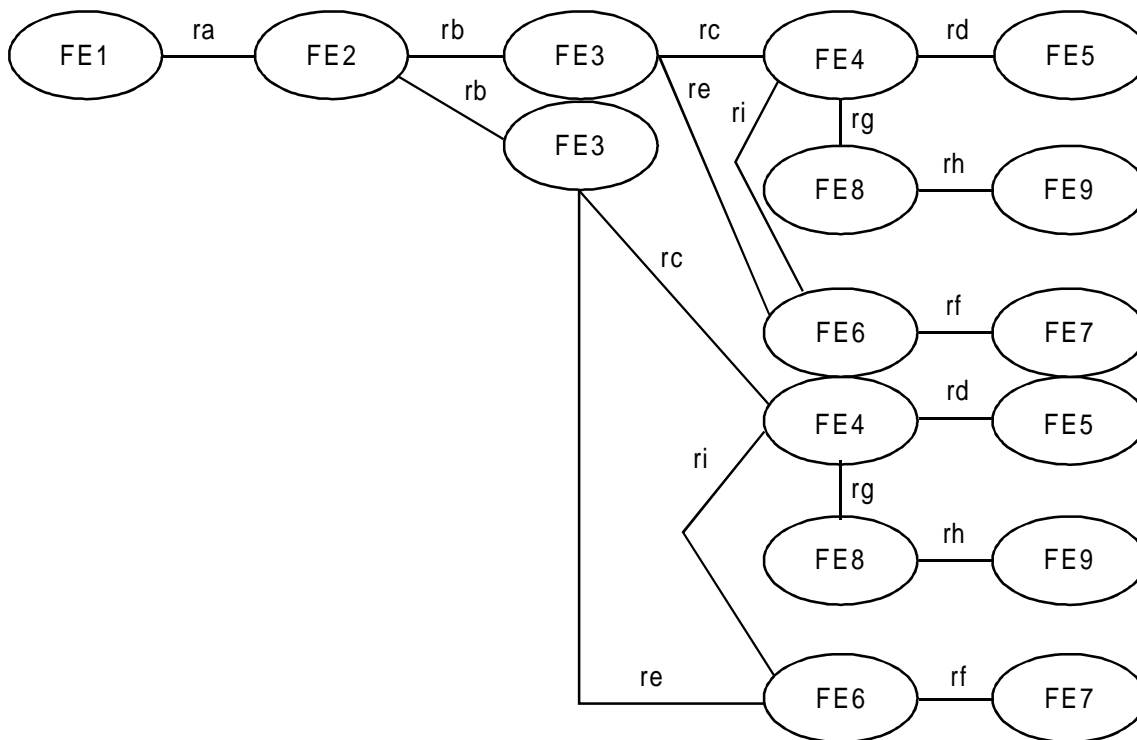 ra rb rc rd
FE1 FE2 FE3 FE4 FE5
rb re ri rg
FE3 rh
FE8 FE9
rc
rf
FE6 FE7
rd
FE4 FE5
ri
rg
rh
FE8 FE9
re rf
FE6 FE7